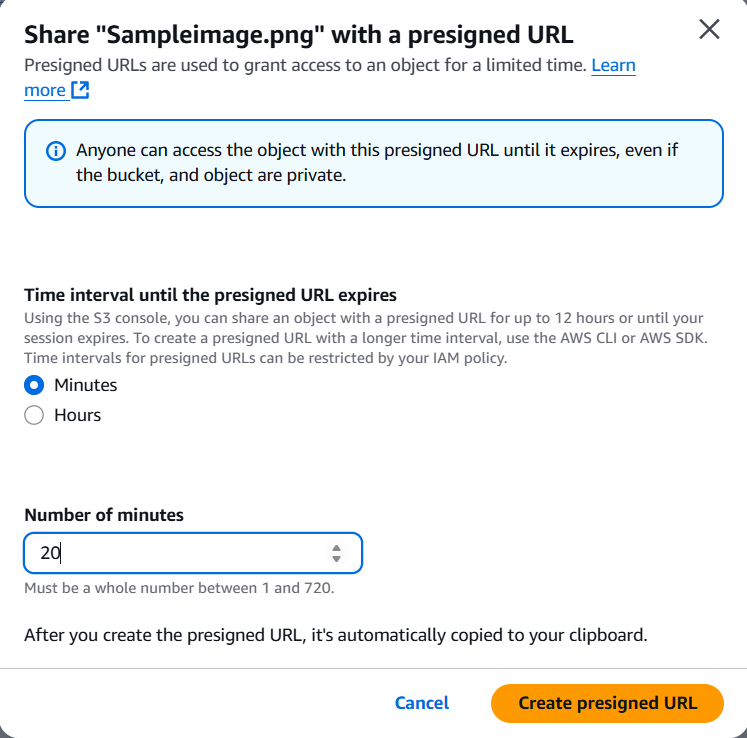 Share "Sampleimage.png" with a presigned URL
Presigned URLs are used to grant access to an object for a limited time. Learn
more
Anyone can access the object with this presigned URL until it expires, even if
the bucket, and object are private.
Time interval until the presigned URL expires
Using the S3 console, you can share an object with a presigned URL for up to 12 hours or until your
session expires. To create a presigned URL with a longer time interval, use the AWS CLI or AWS SDK.
Time intervals for presigned URLs can be restricted by your IAM policy.
Minutes
Hours
Number of minutes
20
Must be a whole number between 1 and 720.
After you create the presigned URL, it's automatically copied to your clipboard.
Cancel Create presigned URL